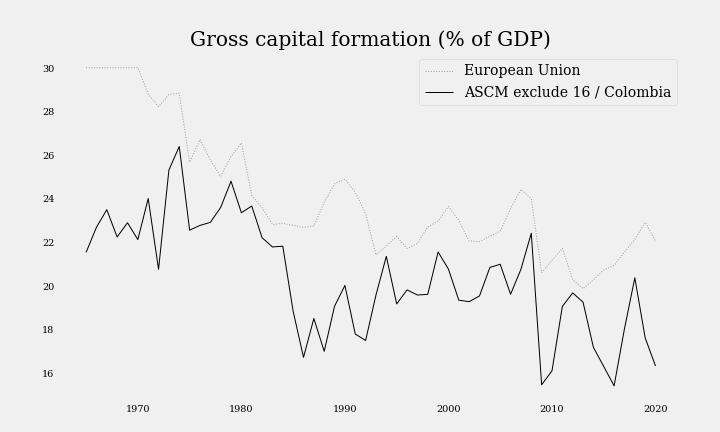 Gross capital formation (% of GDP)
European Union
ASCM exclude 16 / Colombia
30
28
26
24
22
20
18
16
1970 1980 1990 2000 2010 2020